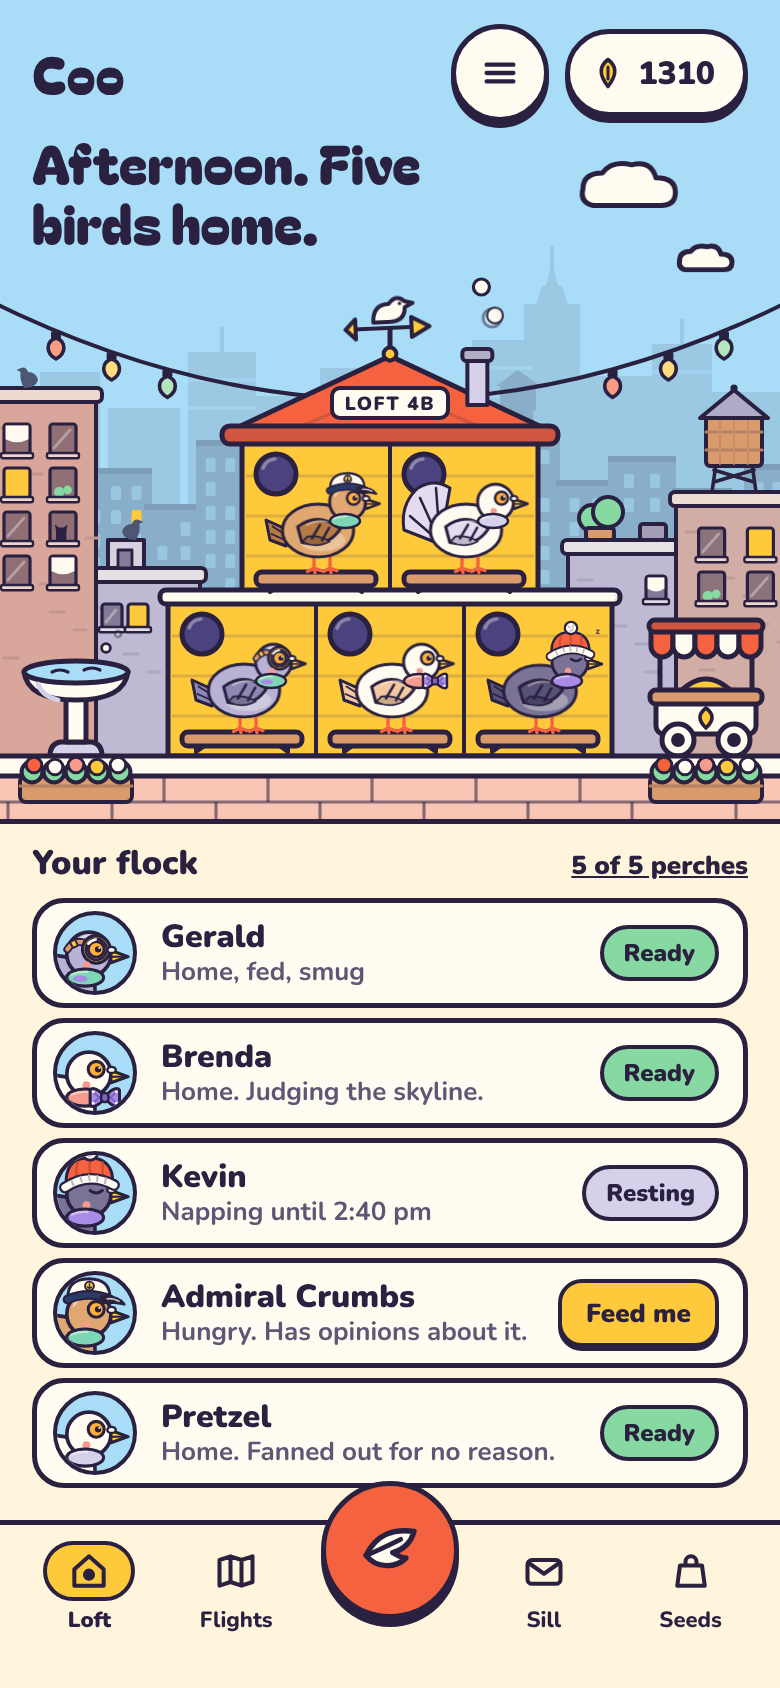 Coo
1310
Afternoon. Five
birds home.
LOFT 4B
z
Your flock
5 of 5 perches
Gerald
Home, fed, smug
Ready
Brenda
Home. Judging the skyline.
Ready
Kevin
Napping until 2:40 pm
Resting
Admiral Crumbs
Hungry. Has opinions about it.
Feed me
Pretzel
Home. Fanned out for no reason.
Ready
Loft
Flights
Sill
Seeds